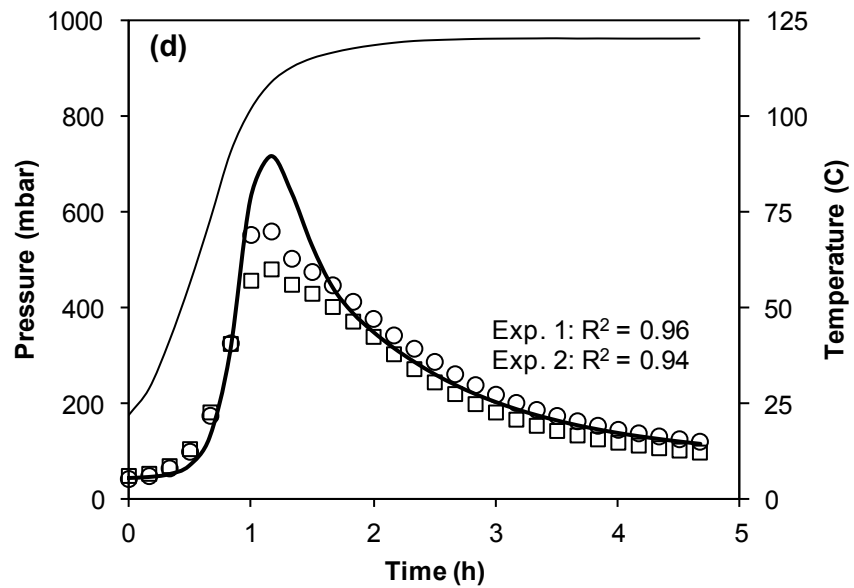 (d)
1000
800
600
400
200
0
Pressure (mbar)
125
100
75
50
25
0
Temperature (C)
Exp. 1: R² = 0.96
Exp. 2: R² = 0.94
0 1 2 3 4 5
Time (h)